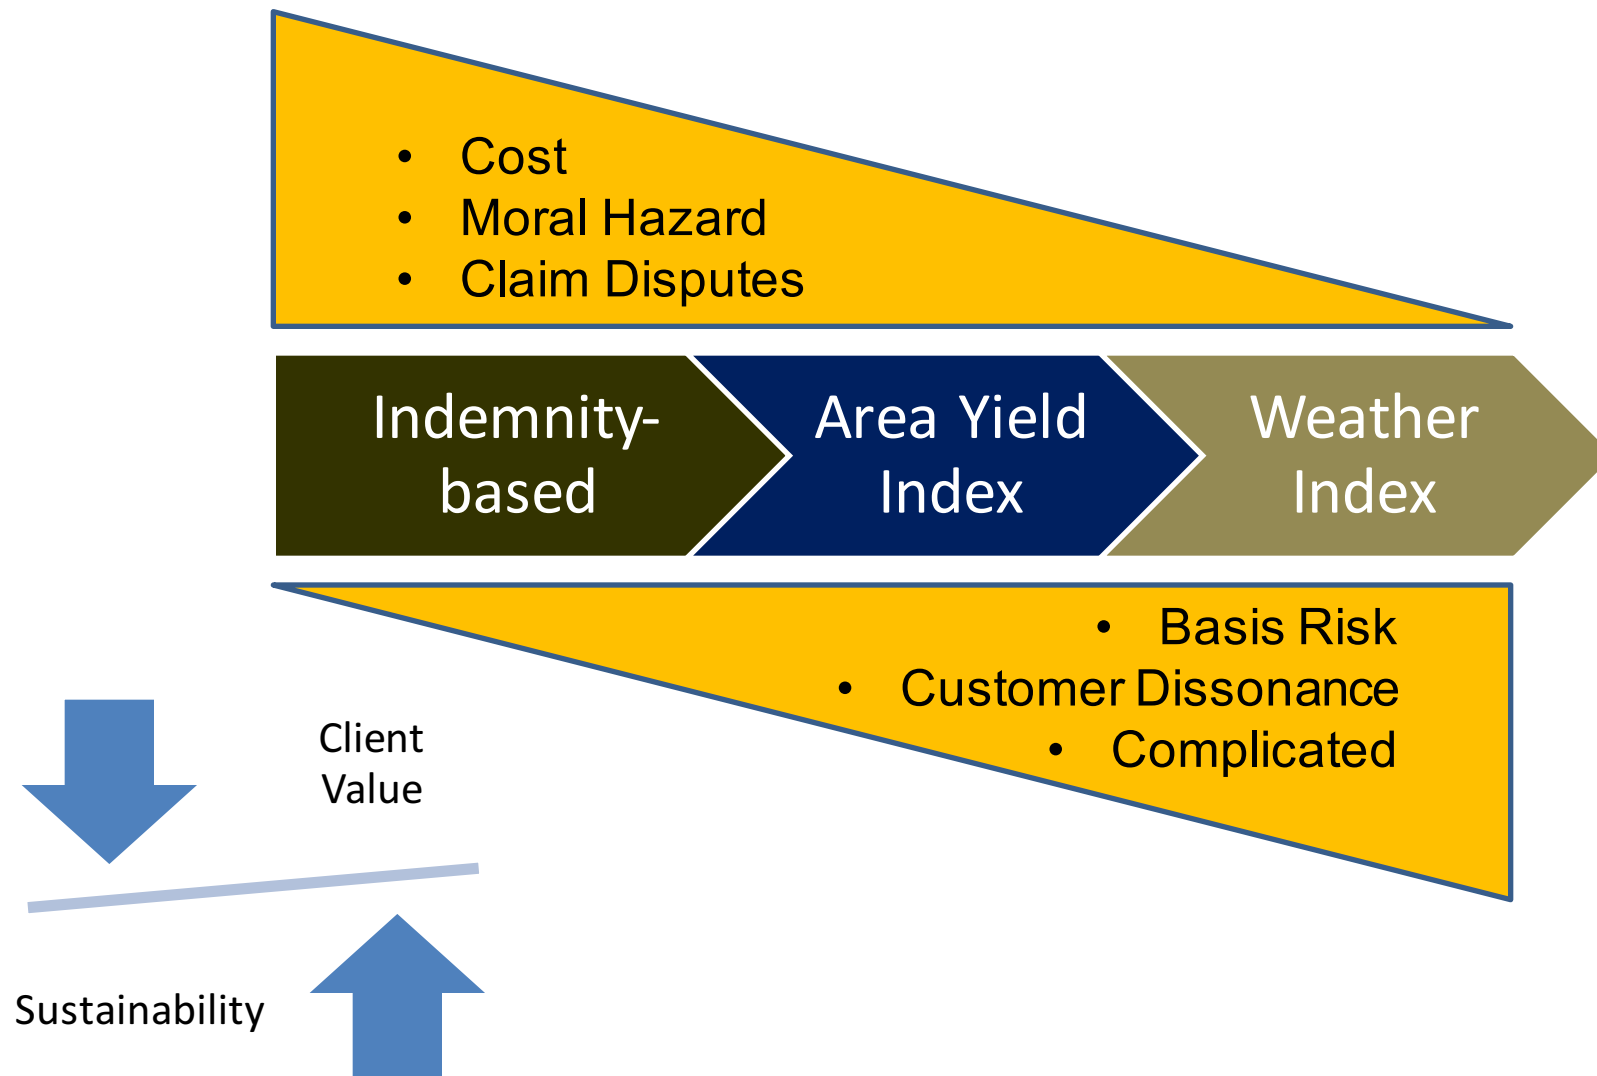 • Cost
• Moral Hazard
• Claim Disputes
Indemnity-
based
Area Yield
Index
Weather
Index
• Basis Risk
• Customer Dissonance
• Complicated
Client
Value
Sustainability